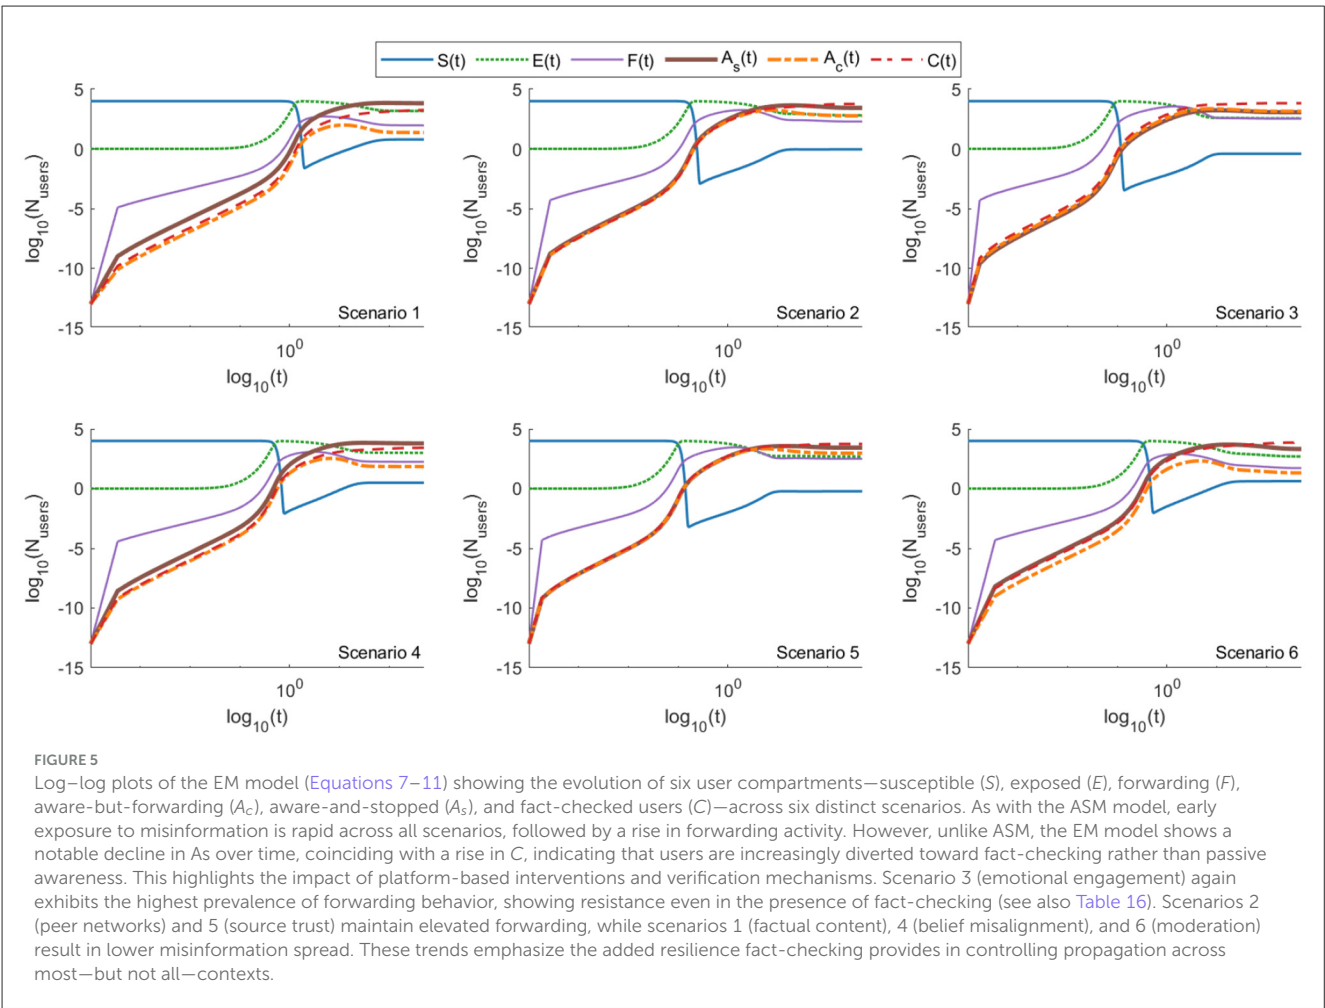 S(t) E(t) F(t) A_s(t) A_c(t) C(t)
5
0
-5
-10
-15
log10(N_users)
Scenario 1
10^0
log10(t)
5
0
-5
-10
-15
log10(N_users)
Scenario 2
10^0
log10(t)
5
0
-5
-10
-15
log10(N_users)
Scenario 3
10^0
log10(t)
5
0
-5
-10
-15
log10(N_users)
Scenario 4
10^0
log10(t)
5
0
-5
-10
-15
log10(N_users)
Scenario 5
10^0
log10(t)
5
0
-5
-10
-15
log10(N_users)
Scenario 6
10^0
log10(t)
FIGURE 5
Log–log plots of the EM model (Equations 7–11) showing the evolution of six user compartments—susceptible (S), exposed (E), forwarding (F),
aware-but-forwarding (A_C), aware-and-stopped (A_s), and fact-checked users (C)—across six distinct scenarios. As with the ASM model, early
exposure to misinformation is rapid across all scenarios, followed by a rise in forwarding activity. However, unlike ASM, the EM model shows a
notable decline in As over time, coinciding with a rise in C, indicating that users are increasingly diverted toward fact-checking rather than passive
awareness. This highlights the impact of platform-based interventions and verification mechanisms. Scenario 3 (emotional engagement) again
exhibits the highest prevalence of forwarding behavior, showing resistance even in the presence of fact-checking (see also Table 16). Scenarios 2
(peer networks) and 5 (source trust) maintain elevated forwarding, while scenarios 1 (factual content), 4 (belief misalignment), and 6 (moderation)
result in lower misinformation spread. These trends emphasize the added resilience fact-checking provides in controlling propagation across
most—but not all—contexts.